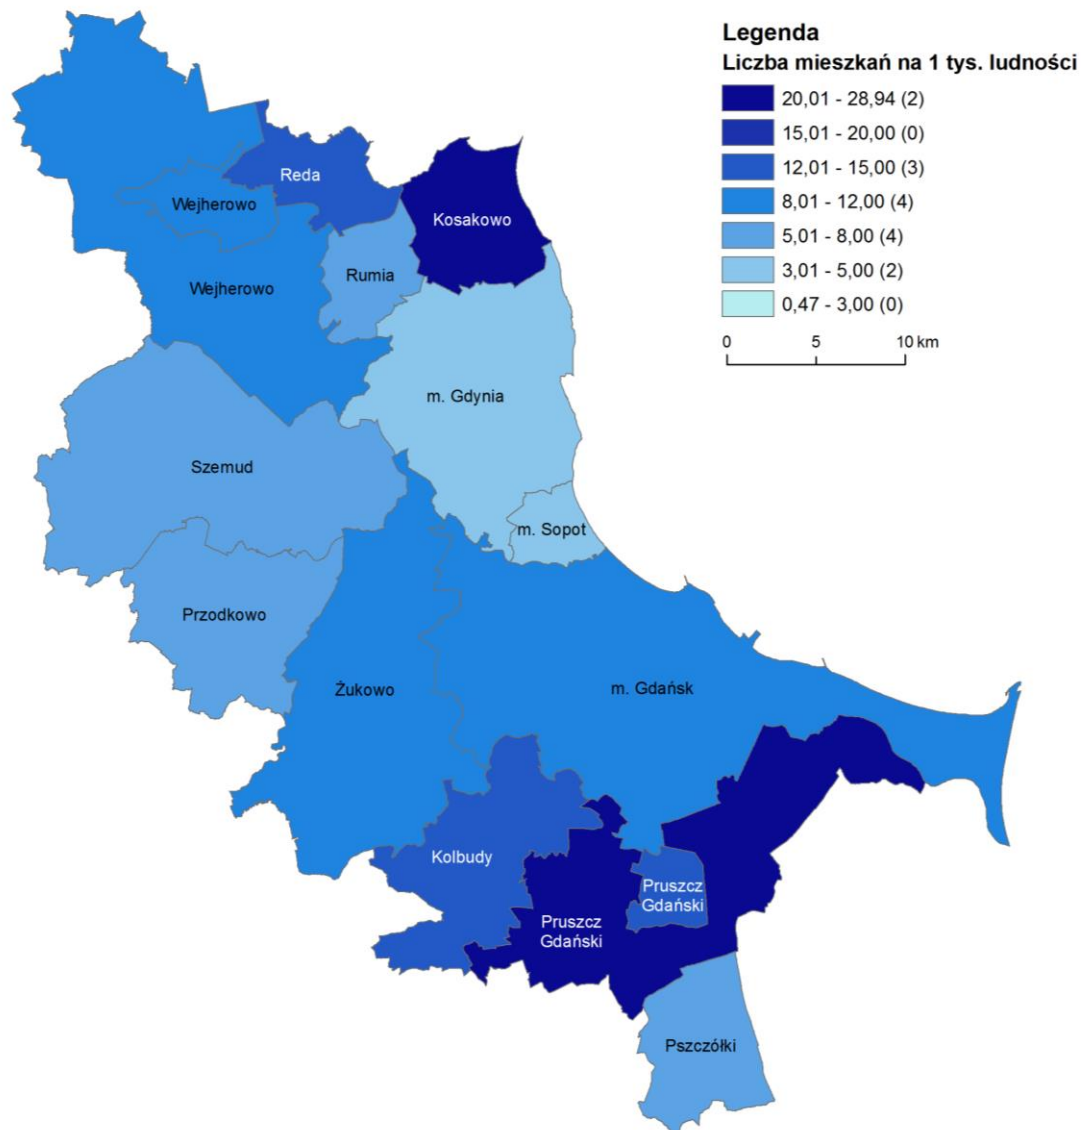 Legenda
Liczba mieszkań na 1 tys. ludności
20,01 - 28,94 (2)
15,01 - 20,00 (0)
12,01 - 15,00 (3)
8,01 - 12,00 (4)
5,01 - 8,00 (4)
3,01 - 5,00 (2)
0,47 - 3,00 (0)
0 5 10 km
Reda
Wejherowo
Kosakowo
Rumia
Wejherowo
m. Gdynia
Szemud
m. Sopot
Przodkowo
Żukowo
m. Gdańsk
Kolbudy
Pruszcz
Gdański
Pruszcz
Gdański
Pszczółki